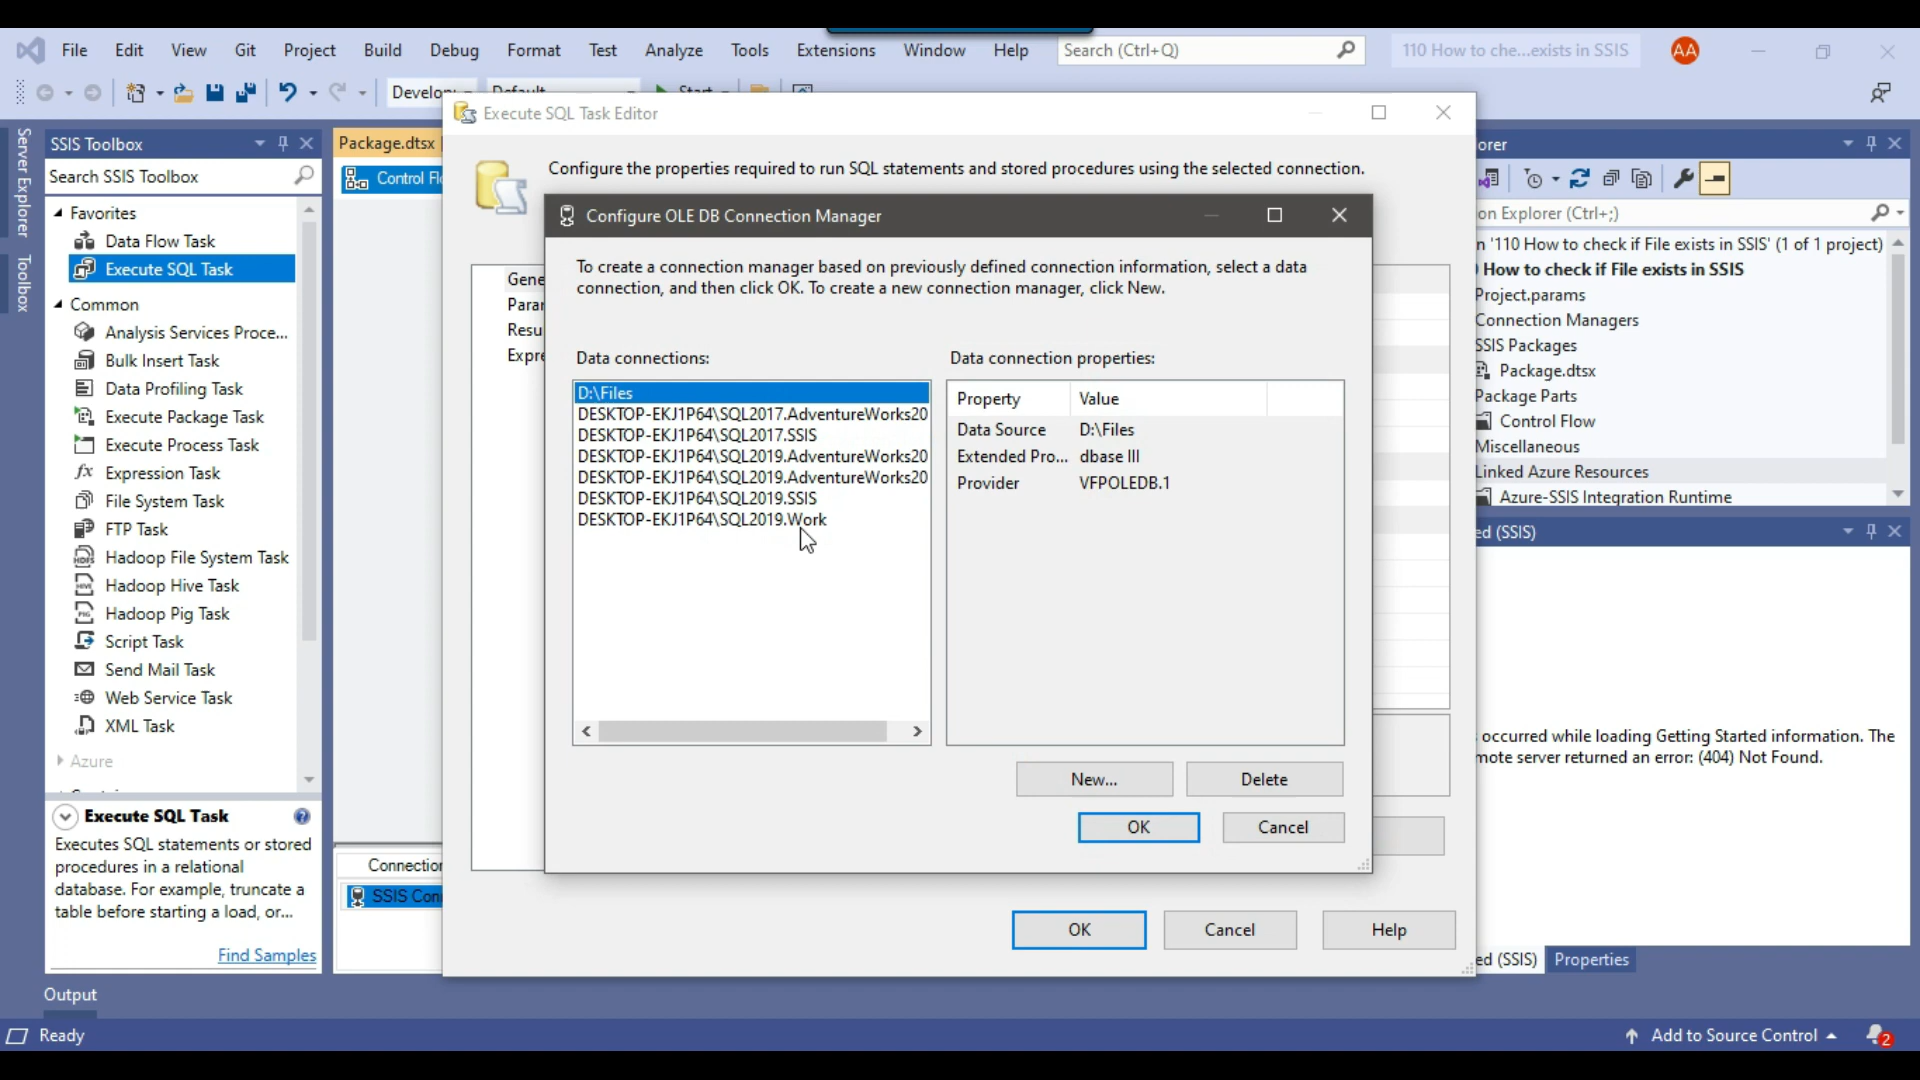 File Edit View Git Project Build Debug Format Test Analyze Tools Extensions Window Help Search (Ctrl+Q) 110 How to che...exists in SSIS AA
Execute SQL Task Editor
SSIS Toolbox
Search SSIS Toolbox
Favorites
Data Flow Task
Execute SQL Task
Common
Analysis Services Proce...
Bulk Insert Task
Data Profiling Task
Execute Package Task
Execute Process Task
Expression Task
File System Task
FTP Task
Hadoop File System Task
Hadoop Hive Task
Hadoop Pig Task
Script Task
Send Mail Task
Web Service Task
XML Task
Azure
Execute SQL Task
Executes SQL statements or stored
procedures in a relational
database. For example, truncate a
table before starting a load, or...
Find Samples
Server Explorer
Toolbox
Package.dtsx
Control Flo
Connection
SSIS Con
Configure the properties required to run SQL statements and stored procedures using the selected connection.
Gene
Para
Resu
Expre
Configure OLE DB Connection Manager
To create a connection manager based on previously defined connection information, select a data
connection, and then click OK. To create a new connection manager, click New.
Data connections:
D:\Files
DESKTOP-EKJ1P64\SQL2017.AdventureWorks20
DESKTOP-EKJ1P64\SQL2017.SSIS
DESKTOP-EKJ1P64\SQL2019.AdventureWorks20
DESKTOP-EKJ1P64\SQL2019.AdventureWorks20
DESKTOP-EKJ1P64\SQL2019.SSIS
DESKTOP-EKJ1P64\SQL2019.Work
Data connection properties:
Property Value
Data Source D:\Files
Extended Pro... dbase III
Provider VFPOLEDB.1
New... Delete
OK Cancel
OK Cancel Help
orer
on Explorer (Ctrl+;)
n '110 How to check if File exists in SSIS' (1 of 1 project)
How to check if File exists in SSIS
Project.params
Connection Managers
SSIS Packages
Package.dtsx
Package Parts
Control Flow
Miscellaneous
Linked Azure Resources
Azure-SSIS Integration Runtime
ed (SSIS)
occurred while loading Getting Started information. The
mote server returned an error: (404) Not Found.
ed (SSIS) Properties
Output
Ready
Add to Source Control 2